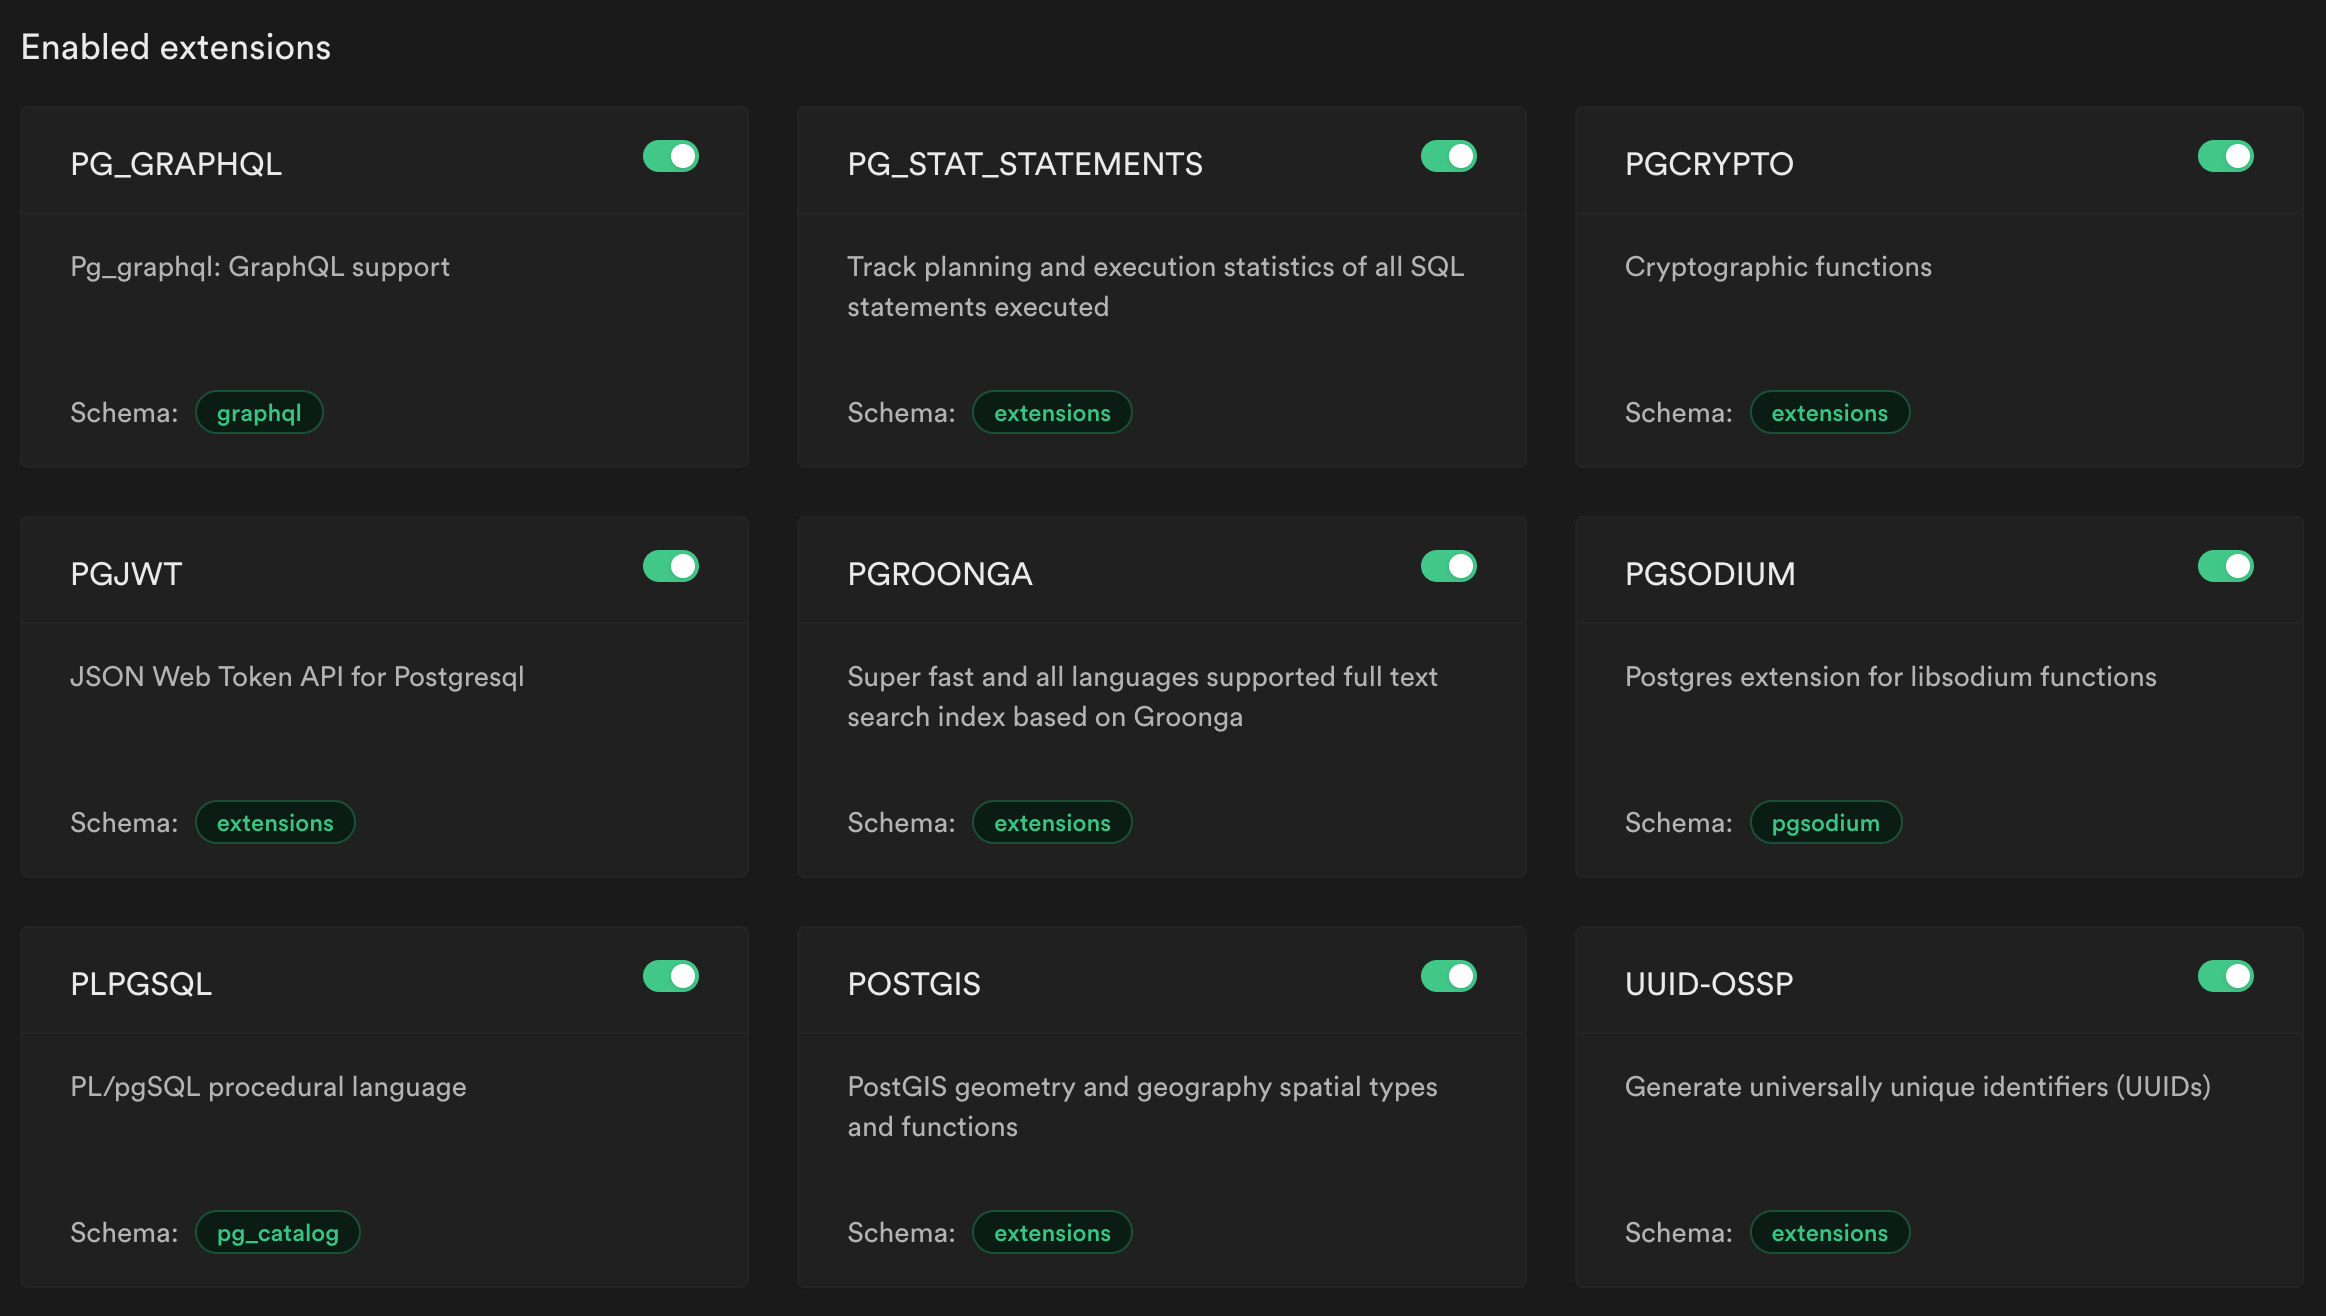 Enabled extensions
PG_GRAPHQL
Pg_graphql: GraphQL support
Schema: graphql
PG_STAT_STATEMENTS
Track planning and execution statistics of all SQL
statements executed
Schema: extensions
PGCRYPTO
Cryptographic functions
Schema: extensions
PGJWT
JSON Web Token API for Postgresql
Schema: extensions
PGROONGA
Super fast and all languages supported full text
search index based on Groonga
Schema: extensions
PGSODIUM
Postgres extension for libsodium functions
Schema: pgsodium
PLPGSQL
PL/pgSQL procedural language
Schema: pg_catalog
POSTGIS
PostGIS geometry and geography spatial types
and functions
Schema: extensions
UUID-OSSP
Generate universally unique identifiers (UUIDs)
Schema: extensions